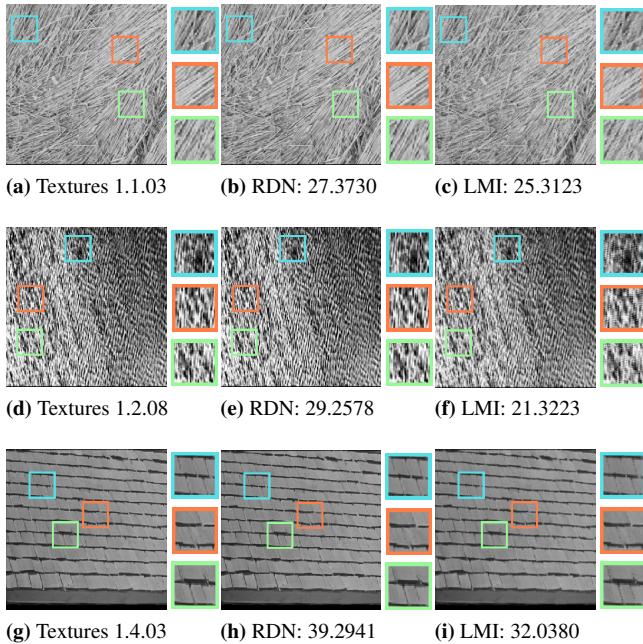 (a) Textures 1.1.03 (b) RDN: 27.3730 (c) LMI: 25.3123
(d) Textures 1.2.08 (e) RDN: 29.2578 (f) LMI: 21.3223
(g) Textures 1.4.03 (h) RDN: 39.2941 (i) LMI: 32.0380